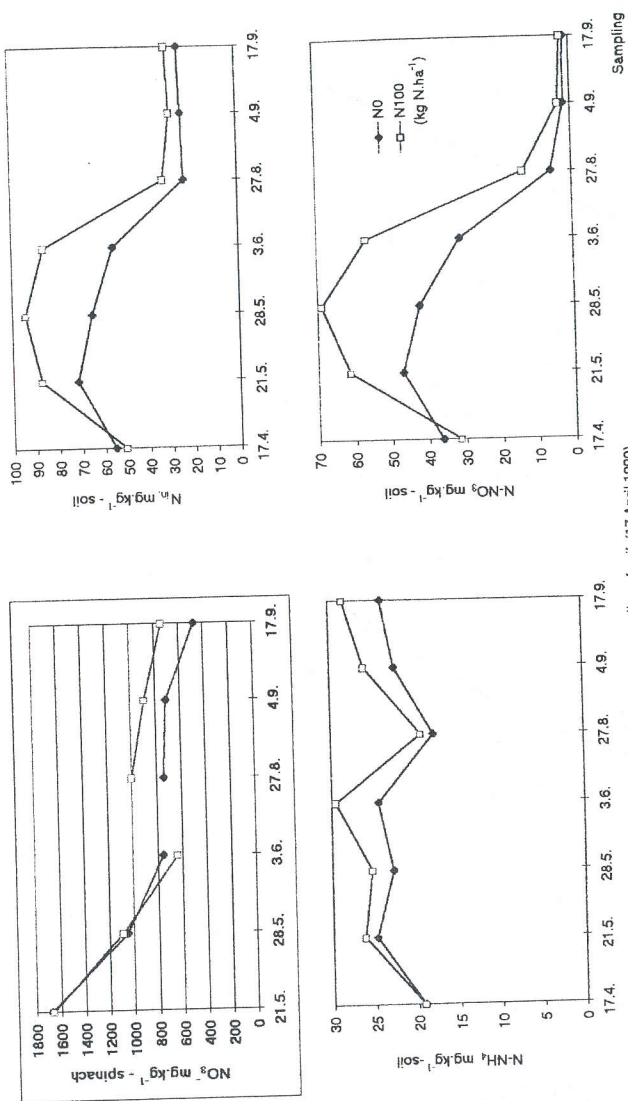 NO₃⁻ mg.kg⁻¹ - spinach
1800
1600
1400
1200
1000
800
600
400
200
0
21.5. 28.5. 3.6. 27.8. 4.9. 17.9.
N in, mg.kg⁻¹ - soil
100
90
80
70
60
50
40
30
20
10
0
17.4. 21.5. 28.5. 3.6. 27.8. 4.9. 17.9.
N-NH₄ mg.kg⁻¹-soil
30
25
20
15
10
5
0
17.4. 21.5. 28.5. 3.6. 27.8. 4.9. 17.9.
N-NO₃ mg.kg⁻¹ - soil
70
60
50
40
30
20
10
0
17.4. 21.5. 28.5. 3.6. 27.8. 4.9. 17.9.
N0
N100
(kg N.ha⁻¹)
Sampling
(17 April 1999)